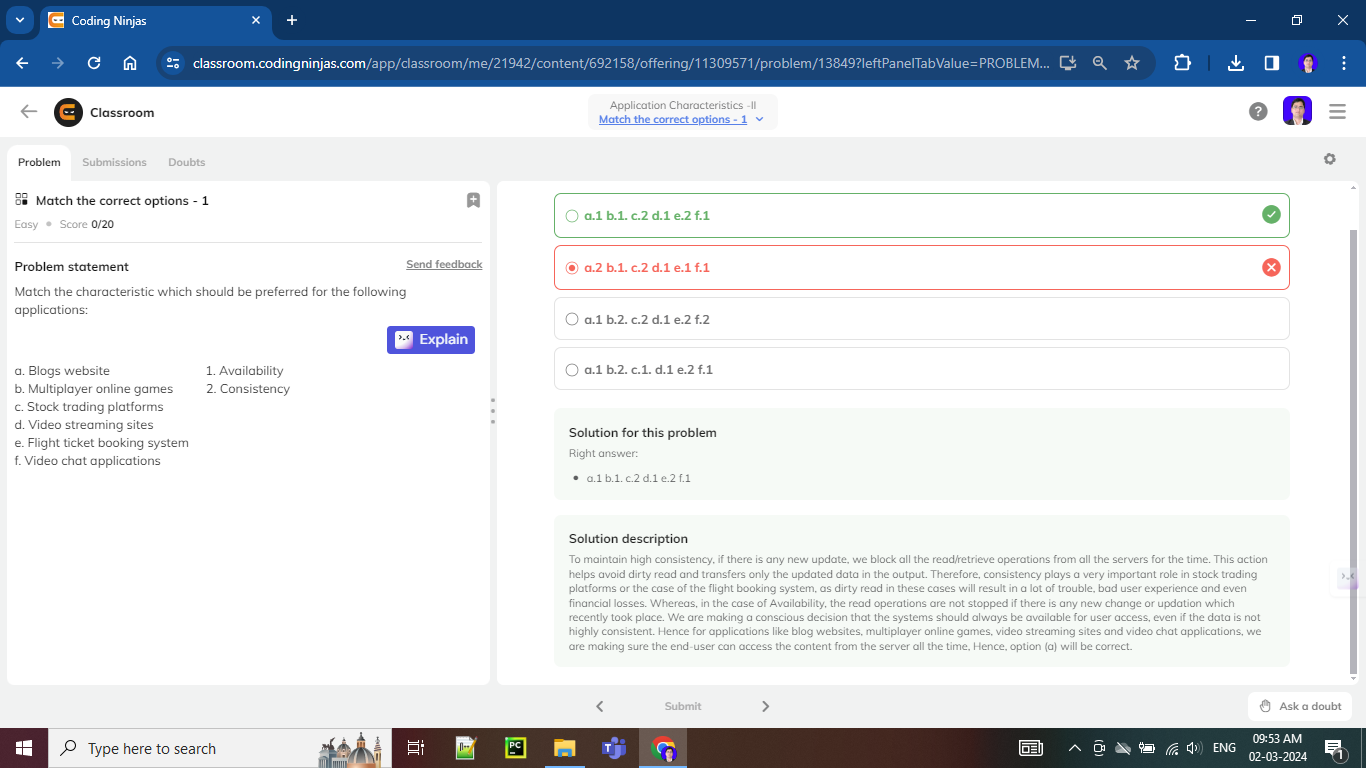 Coding Ninjas
classroom.codingninjas.com/app/classroom/me/21942/content/692158/offering/11309571/problem/13849?leftPanelTabValue=PROBLEM...
Classroom
Application Characteristics -II
Match the correct options - 1
Problem Submissions Doubts
Match the correct options - 1
Easy Score 0/20
Problem statement
Send feedback
Match the characteristic which should be preferred for the following
applications:
Explain
a. Blogs website 1. Availability
b. Multiplayer online games 2. Consistency
c. Stock trading platforms
d. Video streaming sites
e. Flight ticket booking system
f. Video chat applications
a.1 b.1. c.2 d.1 e.2 f.1
a.2 b.1. c.2 d.1 e.1 f.1
a.1 b.2. c.2 d.1 e.2 f.2
a.1 b.2. c.1. d.1 e.2 f.1
Solution for this problem
Right answer:
• a.1 b.1. c.2 d.1 e.2 f.1
Solution description
To maintain high consistency, if there is any new update, we block all the read/retrieve operations from all the servers for the time. This action
helps avoid dirty read and transfers only the updated data in the output. Therefore, consistency plays a very important role in stock trading
platforms or the case of the flight booking system, as dirty read in these cases will result in a lot of trouble, bad user experience and even
financial losses. Whereas, in the case of Availability, the read operations are not stopped if there is any new change or updation which
recently took place. We are making a conscious decision that the systems should always be available for user access, even if the data is not
highly consistent. Hence for applications like blog websites, multiplayer online games, video streaming sites and video chat applications, we
are making sure the end-user can access the content from the server all the time, Hence, option (a) will be correct.
Submit
Ask a doubt
Type here to search
PC
ENG
09:53 AM
02-03-2024
1